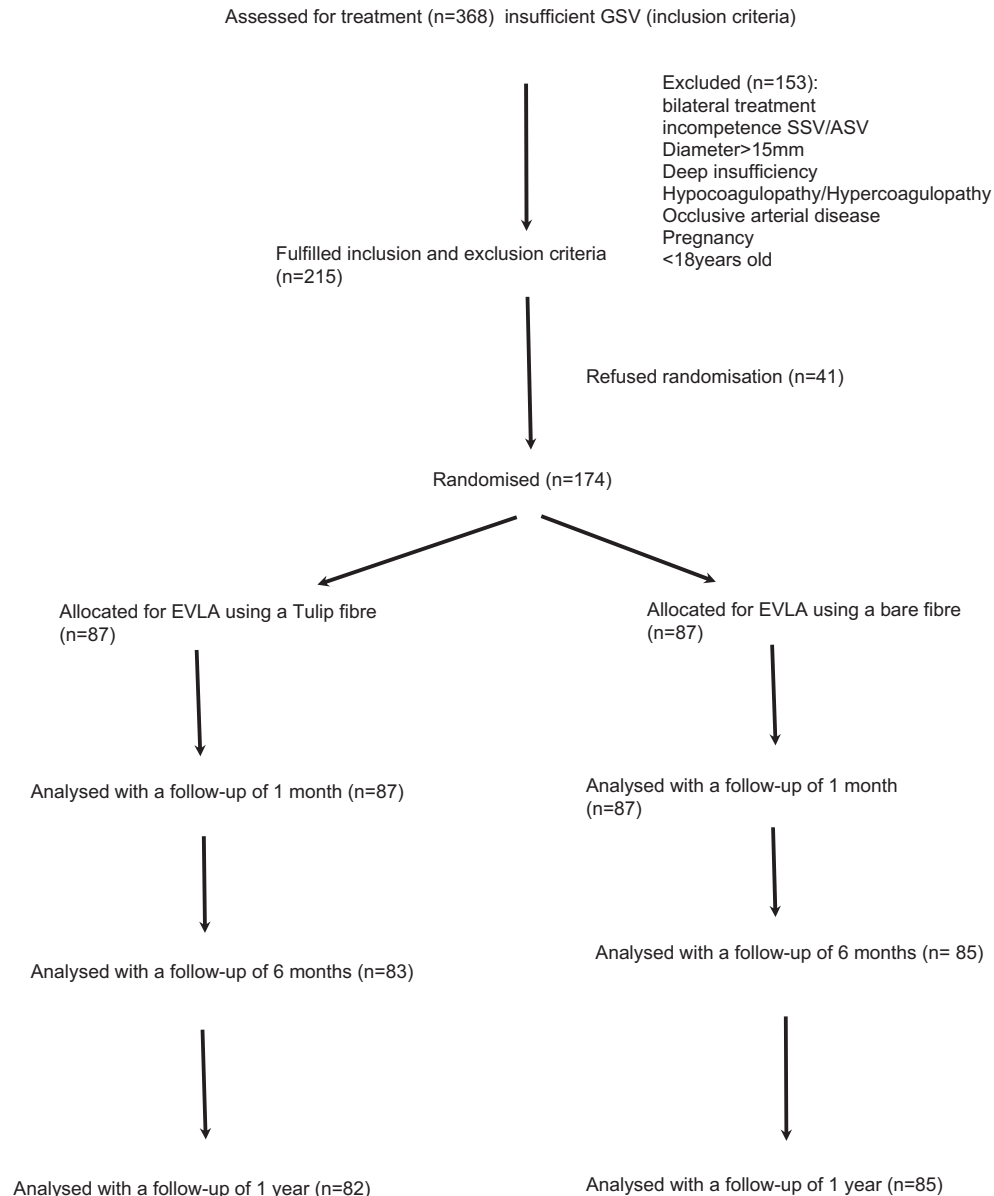 Assessed for treatment (n=368)  insufficient GSV (inclusion criteria)
Excluded (n=153):
bilateral treatment
incompetence SSV/ASV
Diameter>15mm
Deep insufficiency
Hypocoagulopathy/Hypercoagulopathy
Occlusive arterial disease
Pregnancy
<18years old
Fulfilled inclusion and exclusion criteria
(n=215)
Refused randomisation (n=41)
Randomised (n=174)
Allocated for EVLA using a Tulip fibre
(n=87)
Allocated for EVLA using a bare fibre
(n=87)
Analysed with a follow-up of 1 month (n=87)
Analysed with a follow-up of 1 month
(n=87)
Analysed with a follow-up of 6 months (n=83)
Analysed with a follow-up of 6 months (n= 85)
Analysed with a follow-up of 1 year (n=82)
Analysed with a follow-up of 1 year (n=85)